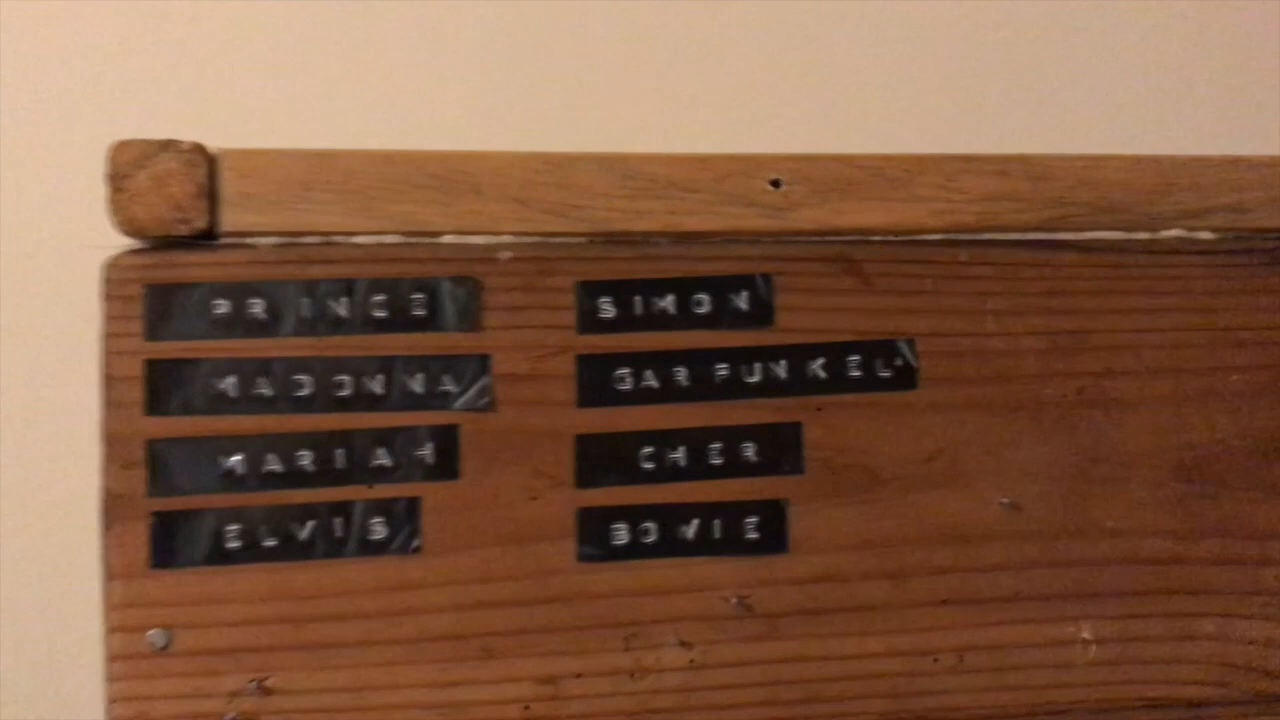 PRINCE
MADONNA
MARIAH
ELVIS
SIMON
GARFUNKEL
CHER
BOWIE